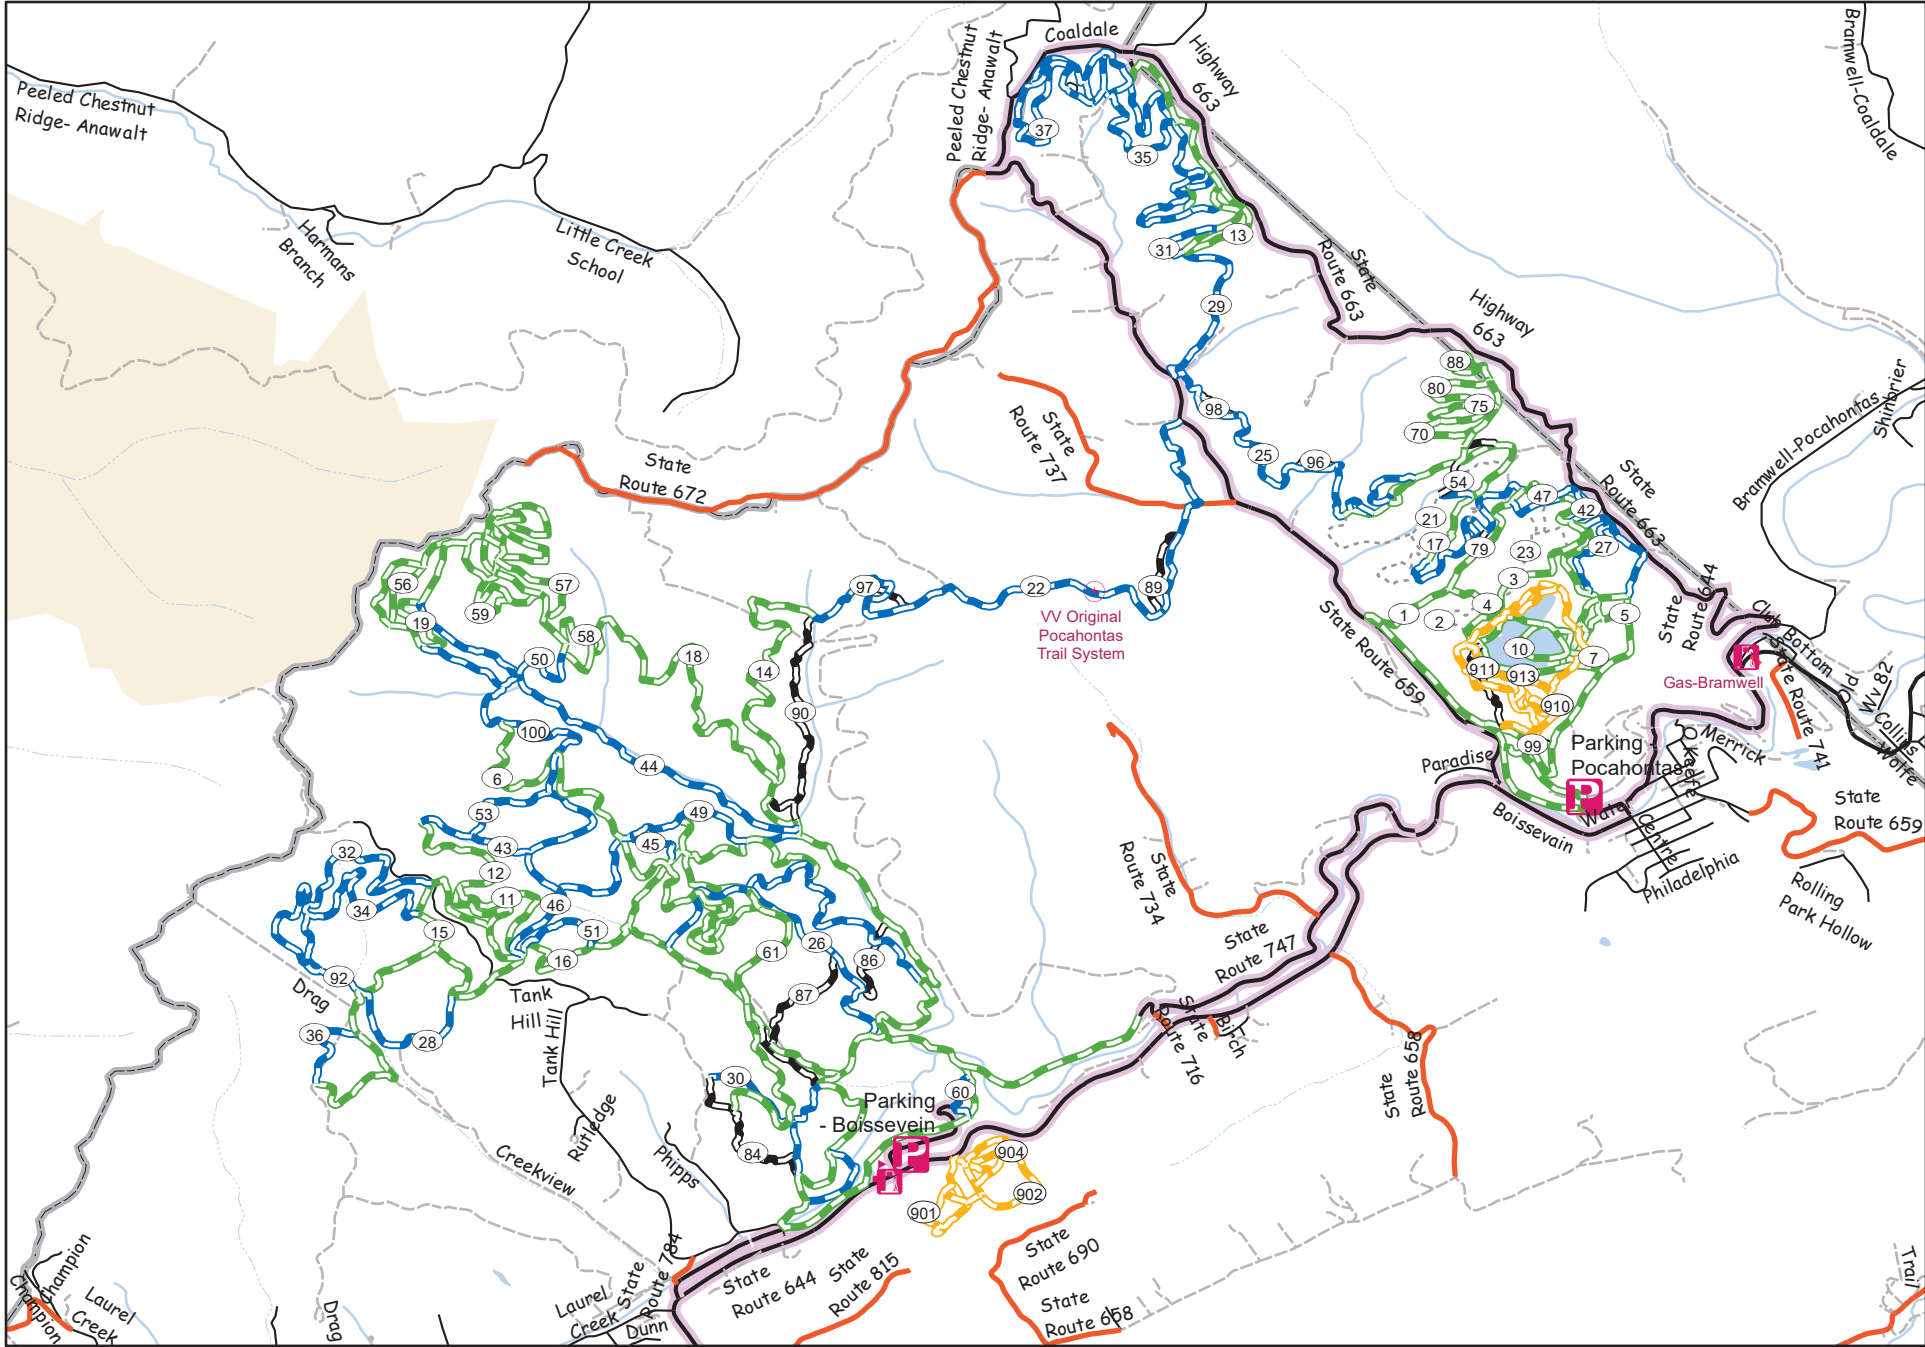 Coaldale
Highway
663
Peeled Chestnut
Ridge- Anawalt
Bramwell-Coaldale
Peeled Chestnut
Ridge- Anawalt
37
35
Harmans
Branch
Little Creek
School
31
13
State
Route 663
29
Highway
663
88
80
75
70
Shinbrier
Bramwell-Pocahontas
98
State
Route 737
25
96
State
Route 672
54
47
42
State
Route 663
21
17
79
23
27
56
57
59
19
58
97
22
89
VV Original
Pocahontas
Trail System
3
1
2
4
5
State
Route 644
Club Bottom
State Route 659
50
18
14
10
7
911
913
910
Gas-Bramwell
Old
Wv 82
State Route
741
Collins
Wolfe
90
100
44
6
99
Paradise
Parking
Pocahontas
Okeefe
Merrick
53
49
43
45
Boissevain
Water
Centre
Philadelphia
State
Route 659
32
12
11
34
46
State
Route 734
Rolling
Park Hollow
15
51
16
26
61
86
State
Route 747
92
Drag
87
Tank
Hill
Tank Hill
State
Route 716
Birch
36
28
State
Route 658
30
60
Parking
- Boissevein
Rutledge
84
Creekview
Phipps
904
902
901
State
Route 690
State
Route 784
State
Route 644
State
Route 815
State
Route 658
Champion
Champion
Laurel
Creek
Drag
Laurel
Creek
Dunn
Trail
P
P